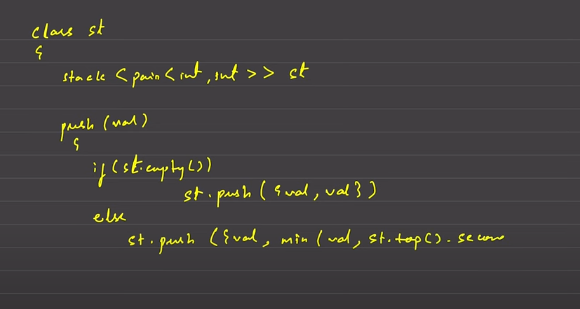 class st
{
stack <pair<int, int>> st
push (val)
{
if (st.empty())
st.push ({val, val})
else
st.push ({val, min (val, st.top().secon